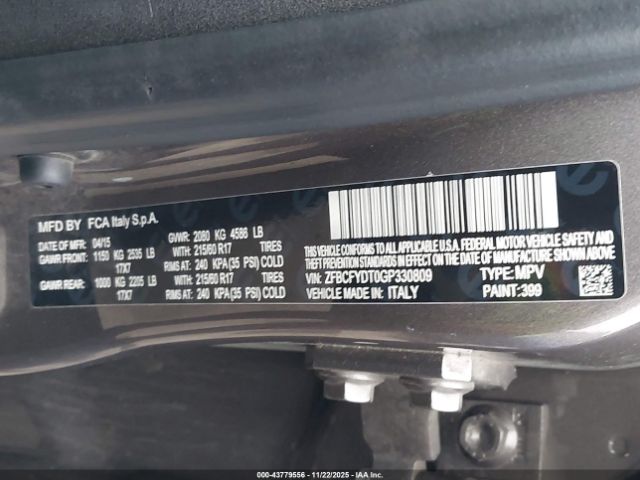 MFD BY FCA Italy S.p.A.
DATE OF MFR: 04/15 GVWR: 2080 KG 4586 LB
GAWR FRONT: 1150 KG 2535 LB WITH: 215/60 R17 TIRES
17X7 RIMS AT: 240 KPA(35 PSI) COLD
GAWR REAR: 1000 KG 2205 LB WITH: 215/60 R17 TIRES
17X7 RIMS AT: 240 KPA(35 PSI) COLD
THIS VEHICLE CONFORMS TO ALL APPLICABLE U.S.A. FEDERAL MOTOR VEHICLE SAFETY AND
THEFT PREVENTION STANDARDS IN EFFECT ON THE DATE OF MANUFACTURE SHOWN ABOVE
VIN: ZFBCFYDT0GP330809 TYPE: MPV
VEHICLE MADE IN: ITALY PAINT: 399
000-43779556 - 11/22/2025 - IAAI.COM